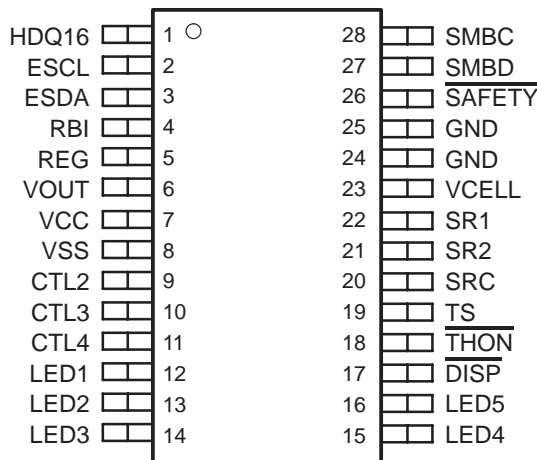 HDQ16 1 28 SMBC
ESCL 2 27 SMBD
ESDA 3 26 SAFETY
RBI 4 25 GND
REG 5 24 GND
VOUT 6 23 VCELL
VCC 7 22 SR1
VSS 8 21 SR2
CTL2 9 20 SRC
CTL3 10 19 TS
CTL4 11 18 THON
LED1 12 17 DISP
LED2 13 16 LED5
LED3 14 15 LED4